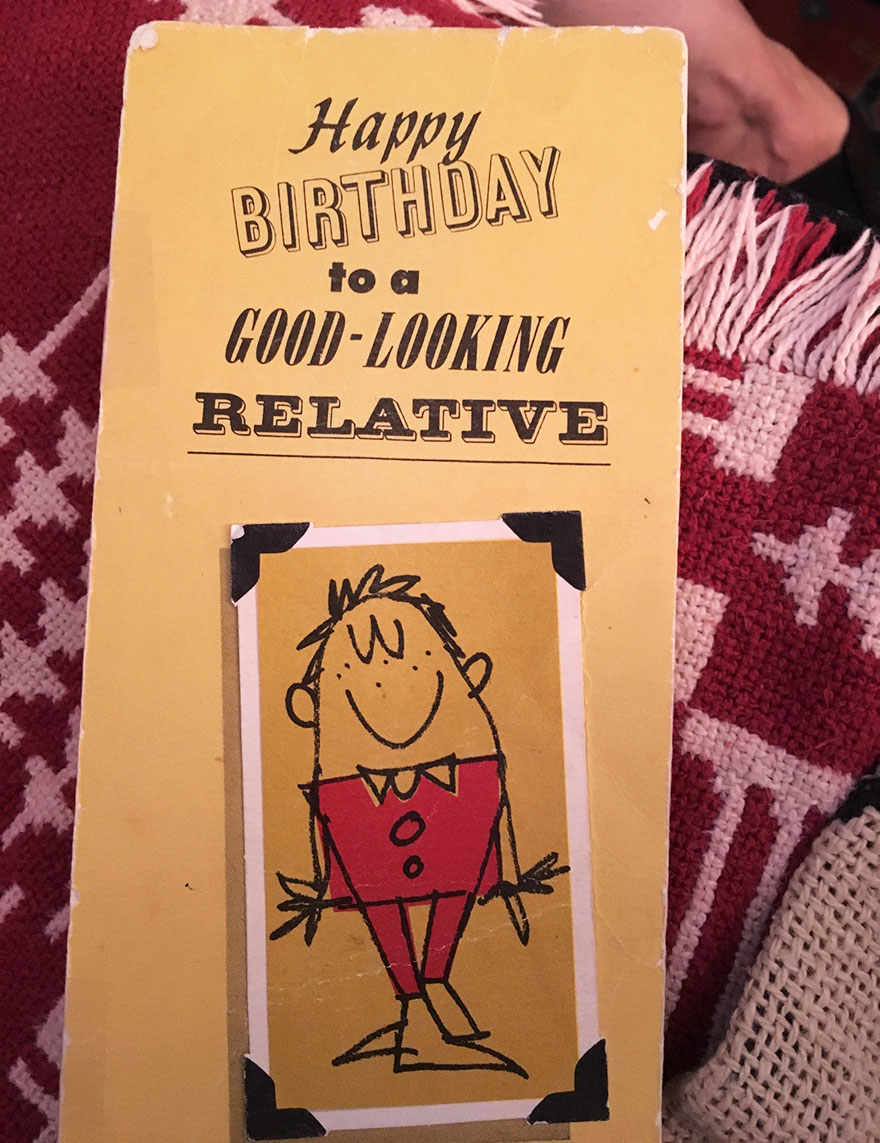 Happy
BIRTHDAY
to a
GOOD-LOOKING
RELATIVE